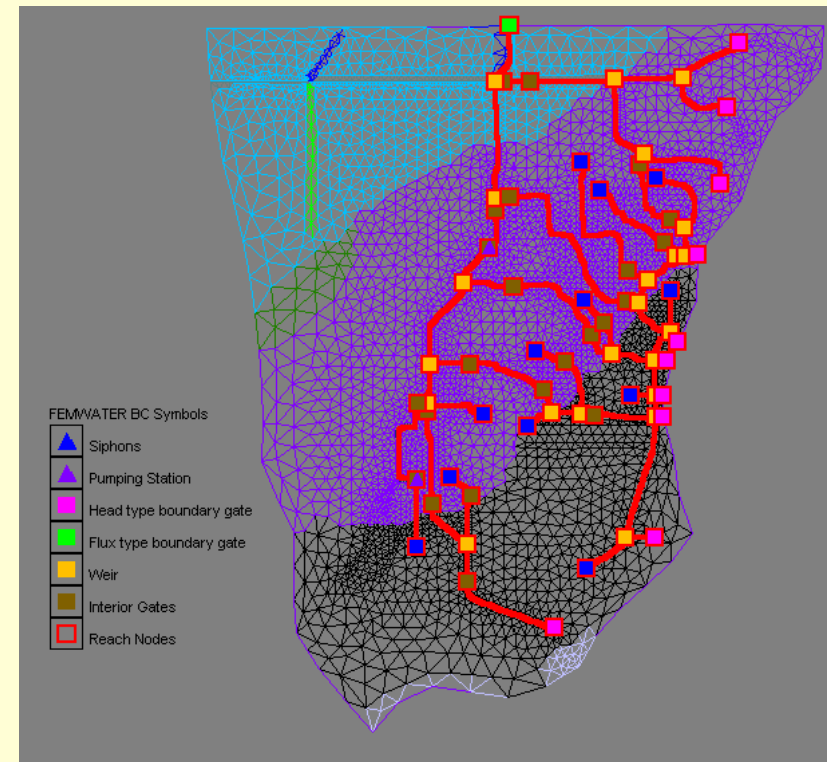 FEMWATER BC Symbols
Siphons
Pumping Station
Head type boundary gate
Flux type boundary gate
Weir
Interior Gates
Reach Nodes